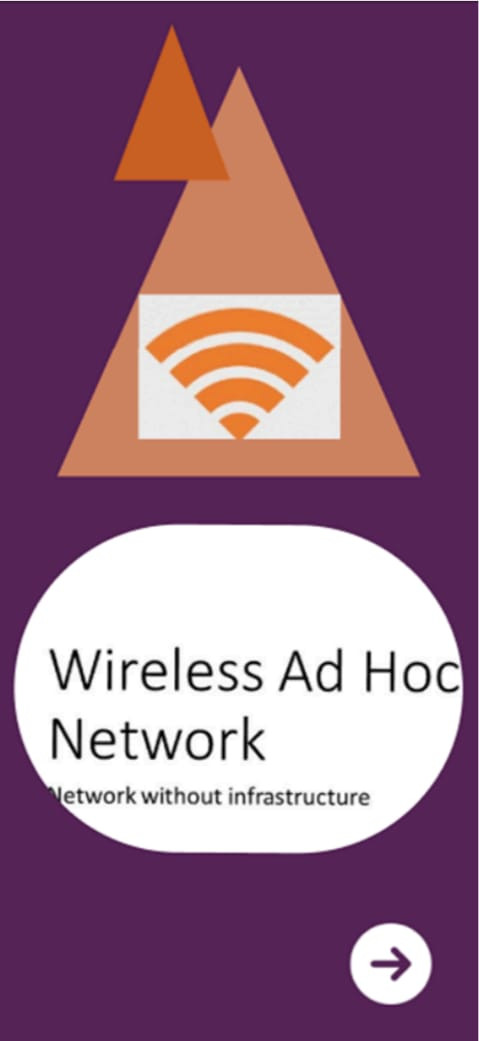 Wireless Ad Hoc
Network
Network without infrastructure